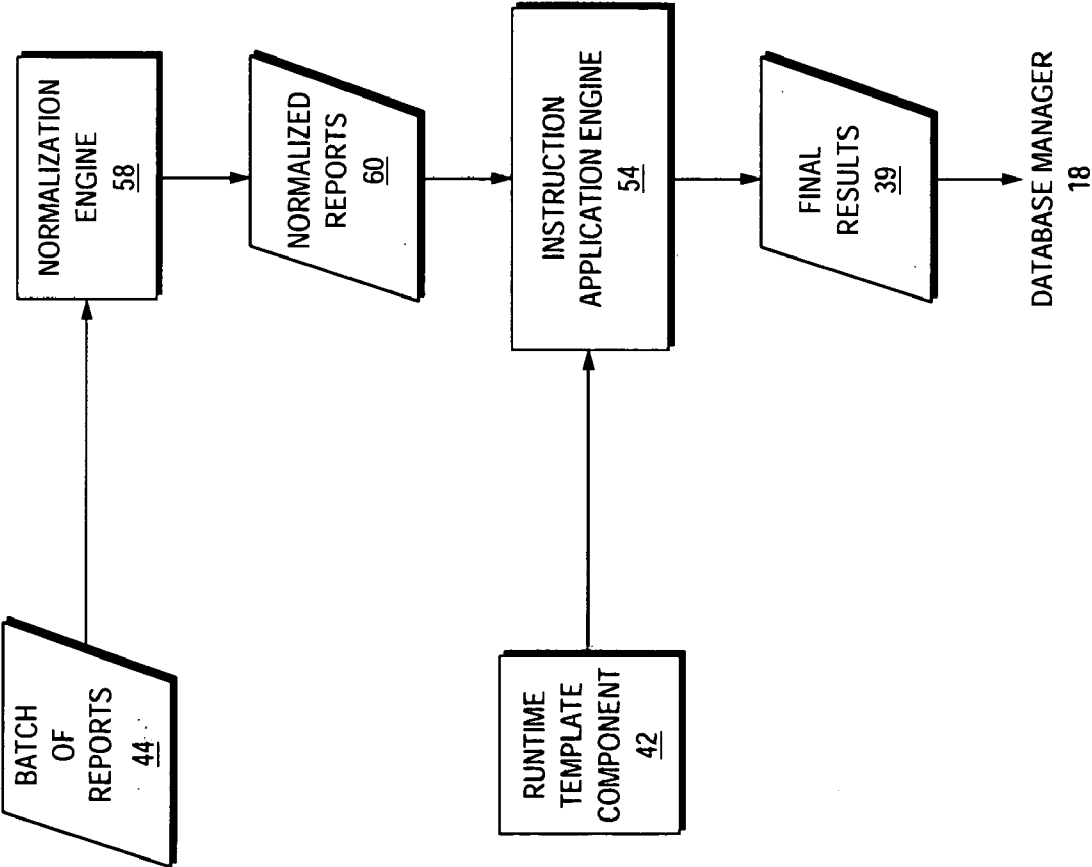 BATCH
OF
REPORTS
44
NORMALIZATION
ENGINE
58
NORMALIZED
REPORTS
60
RUNTIME
TEMPLATE
COMPONENT
42
INSTRUCTION
APPLICATION ENGINE
54
FINAL
RESULTS
39
DATABASE MANAGER
18